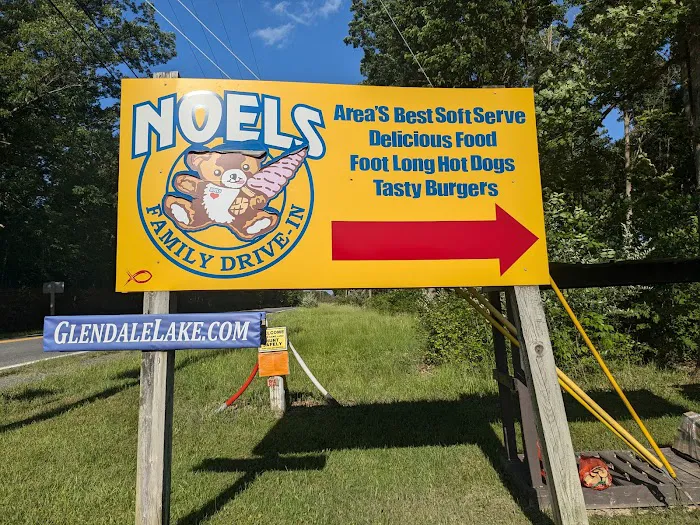 NOELS
FAMILY DRIVE-IN
Area'S Best Soft Serve
Delicious Food
Foot Long Hot Dogs
Tasty Burgers
GlendaleLake.com